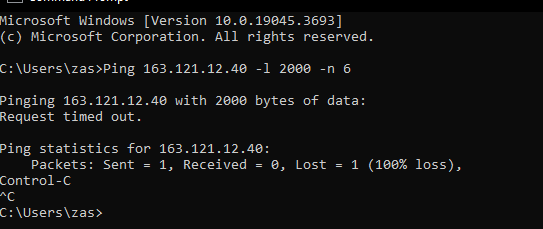 Microsoft Windows [Version 10.0.19045.3693]
(c) Microsoft Corporation. All rights reserved.
C:\Users\zas>Ping 163.121.12.40 -l 2000 -n 6
Pinging 163.121.12.40 with 2000 bytes of data:
Request timed out.
Ping statistics for 163.121.12.40:
    Packets: Sent = 1, Received = 0, Lost = 1 (100% loss),
Control-C
^C
C:\Users\zas>